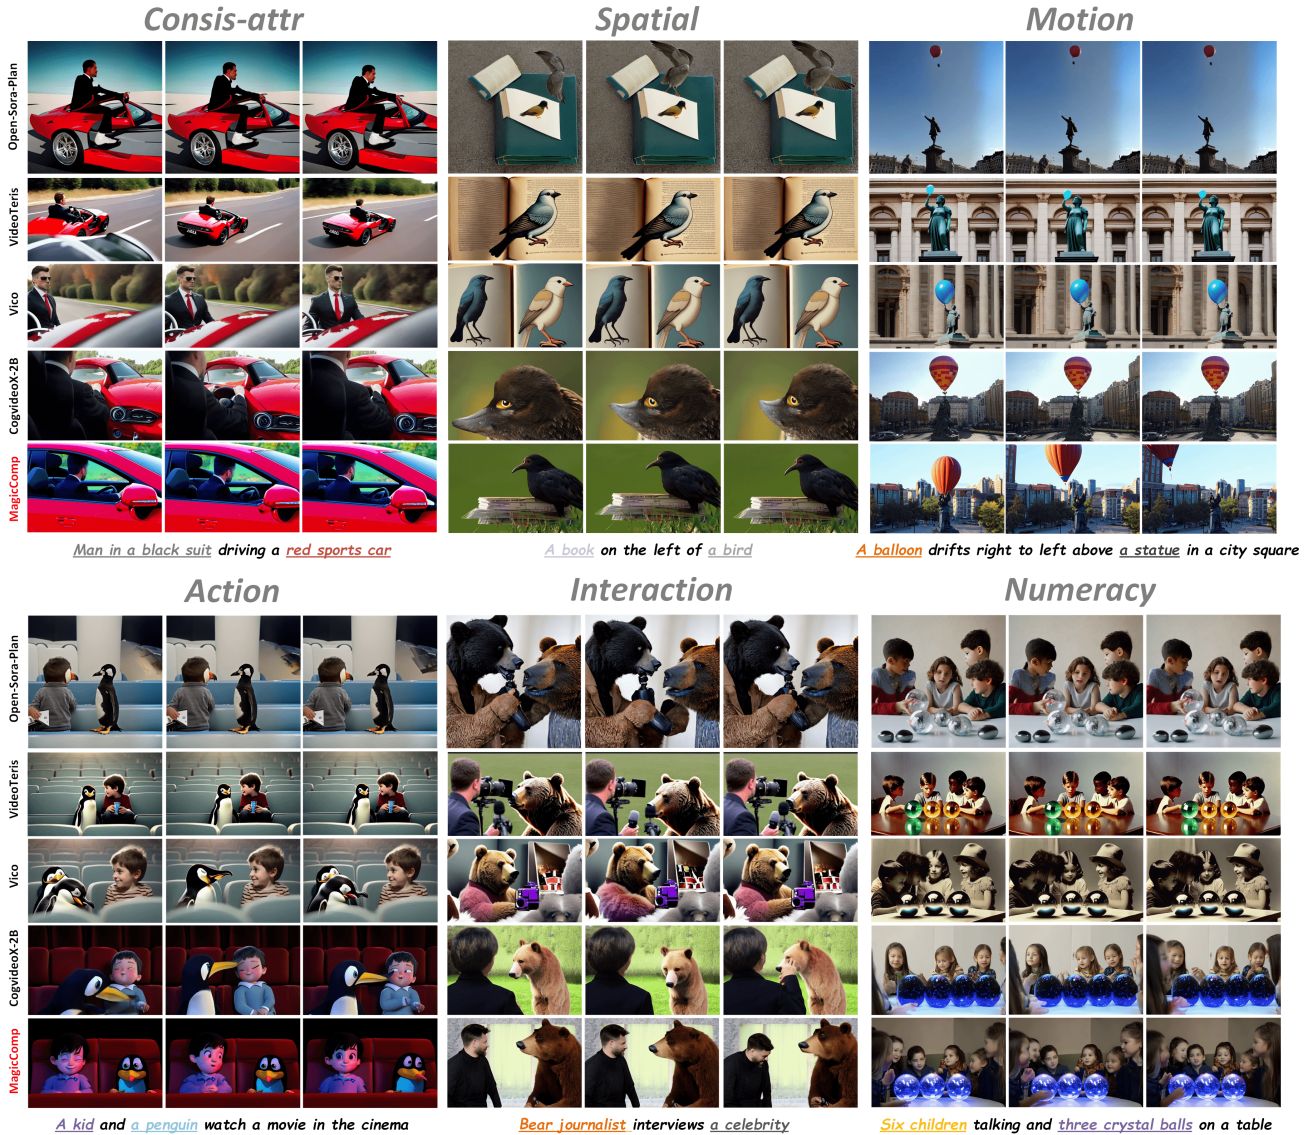 Consis-attr Spatial Motion
Open-Sora-Plan
VideoTeris
Vico
CogvideoX-2B
MagicComp
Man in a black suit driving a red sports car
A book on the left of a bird
A balloon drifts right to left above a statue in a city square
Action Interaction Numeracy
Open-Sora-Plan
VideoTeris
Vico
CogvideoX-2B
MagicComp
A kid and a penguin watch a movie in the cinema
Bear journalist interviews a celebrity
Six children talking and three crystal balls on a table